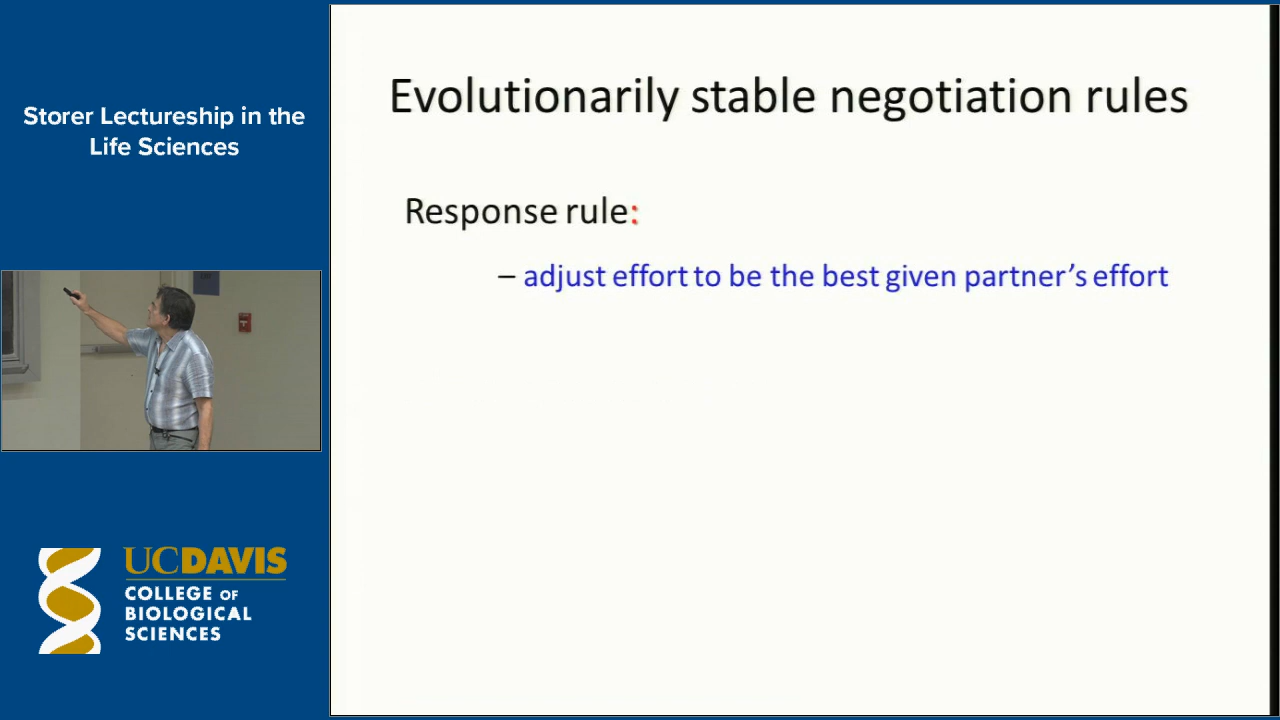 Storer Lectureship in the
Life Sciences
UCDAVIS
COLLEGE OF
BIOLOGICAL
SCIENCES
Evolutionarily stable negotiation rules
Response rule:
– adjust effort to be the best given partner’s effort